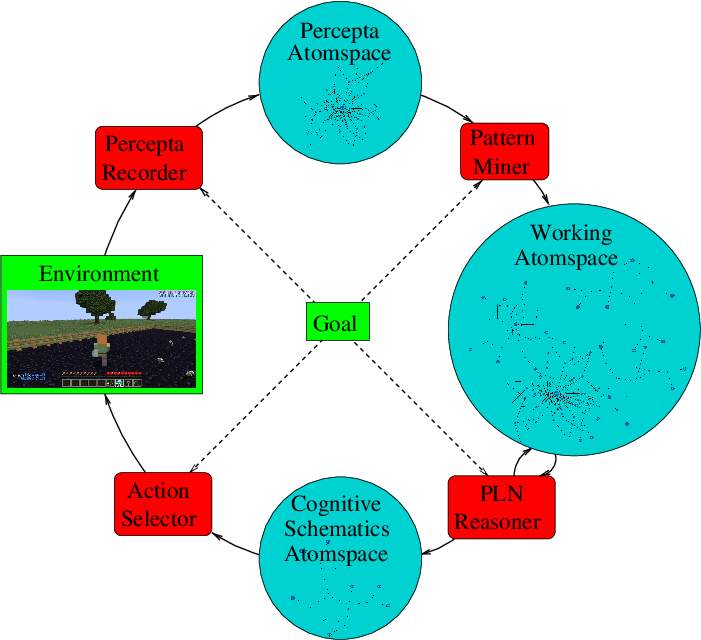 Percepta
Atomspace
Percepta
Recorder
Pattern
Miner
Working
Atomspace
Environment
Goal
Action
Selector
Cognitive
Schematics
Atomspace
PLN
Reasoner